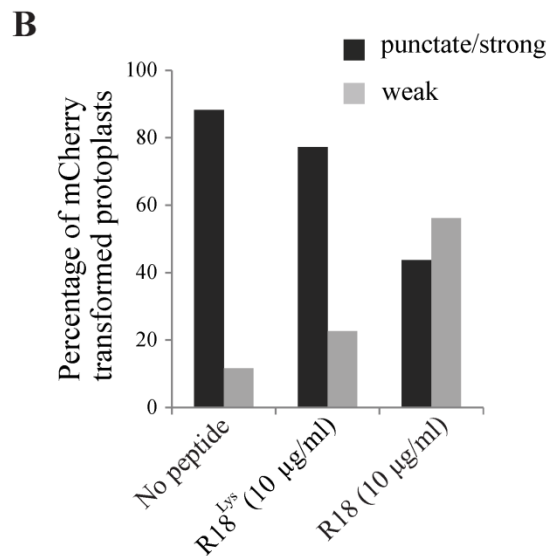 B
punctate/strong
weak
Percentage of mCherry
transformed protoplasts
100
80
60
40
20
0
No peptide
R18Lys (10 µg/ml)
R18 (10 µg/ml)